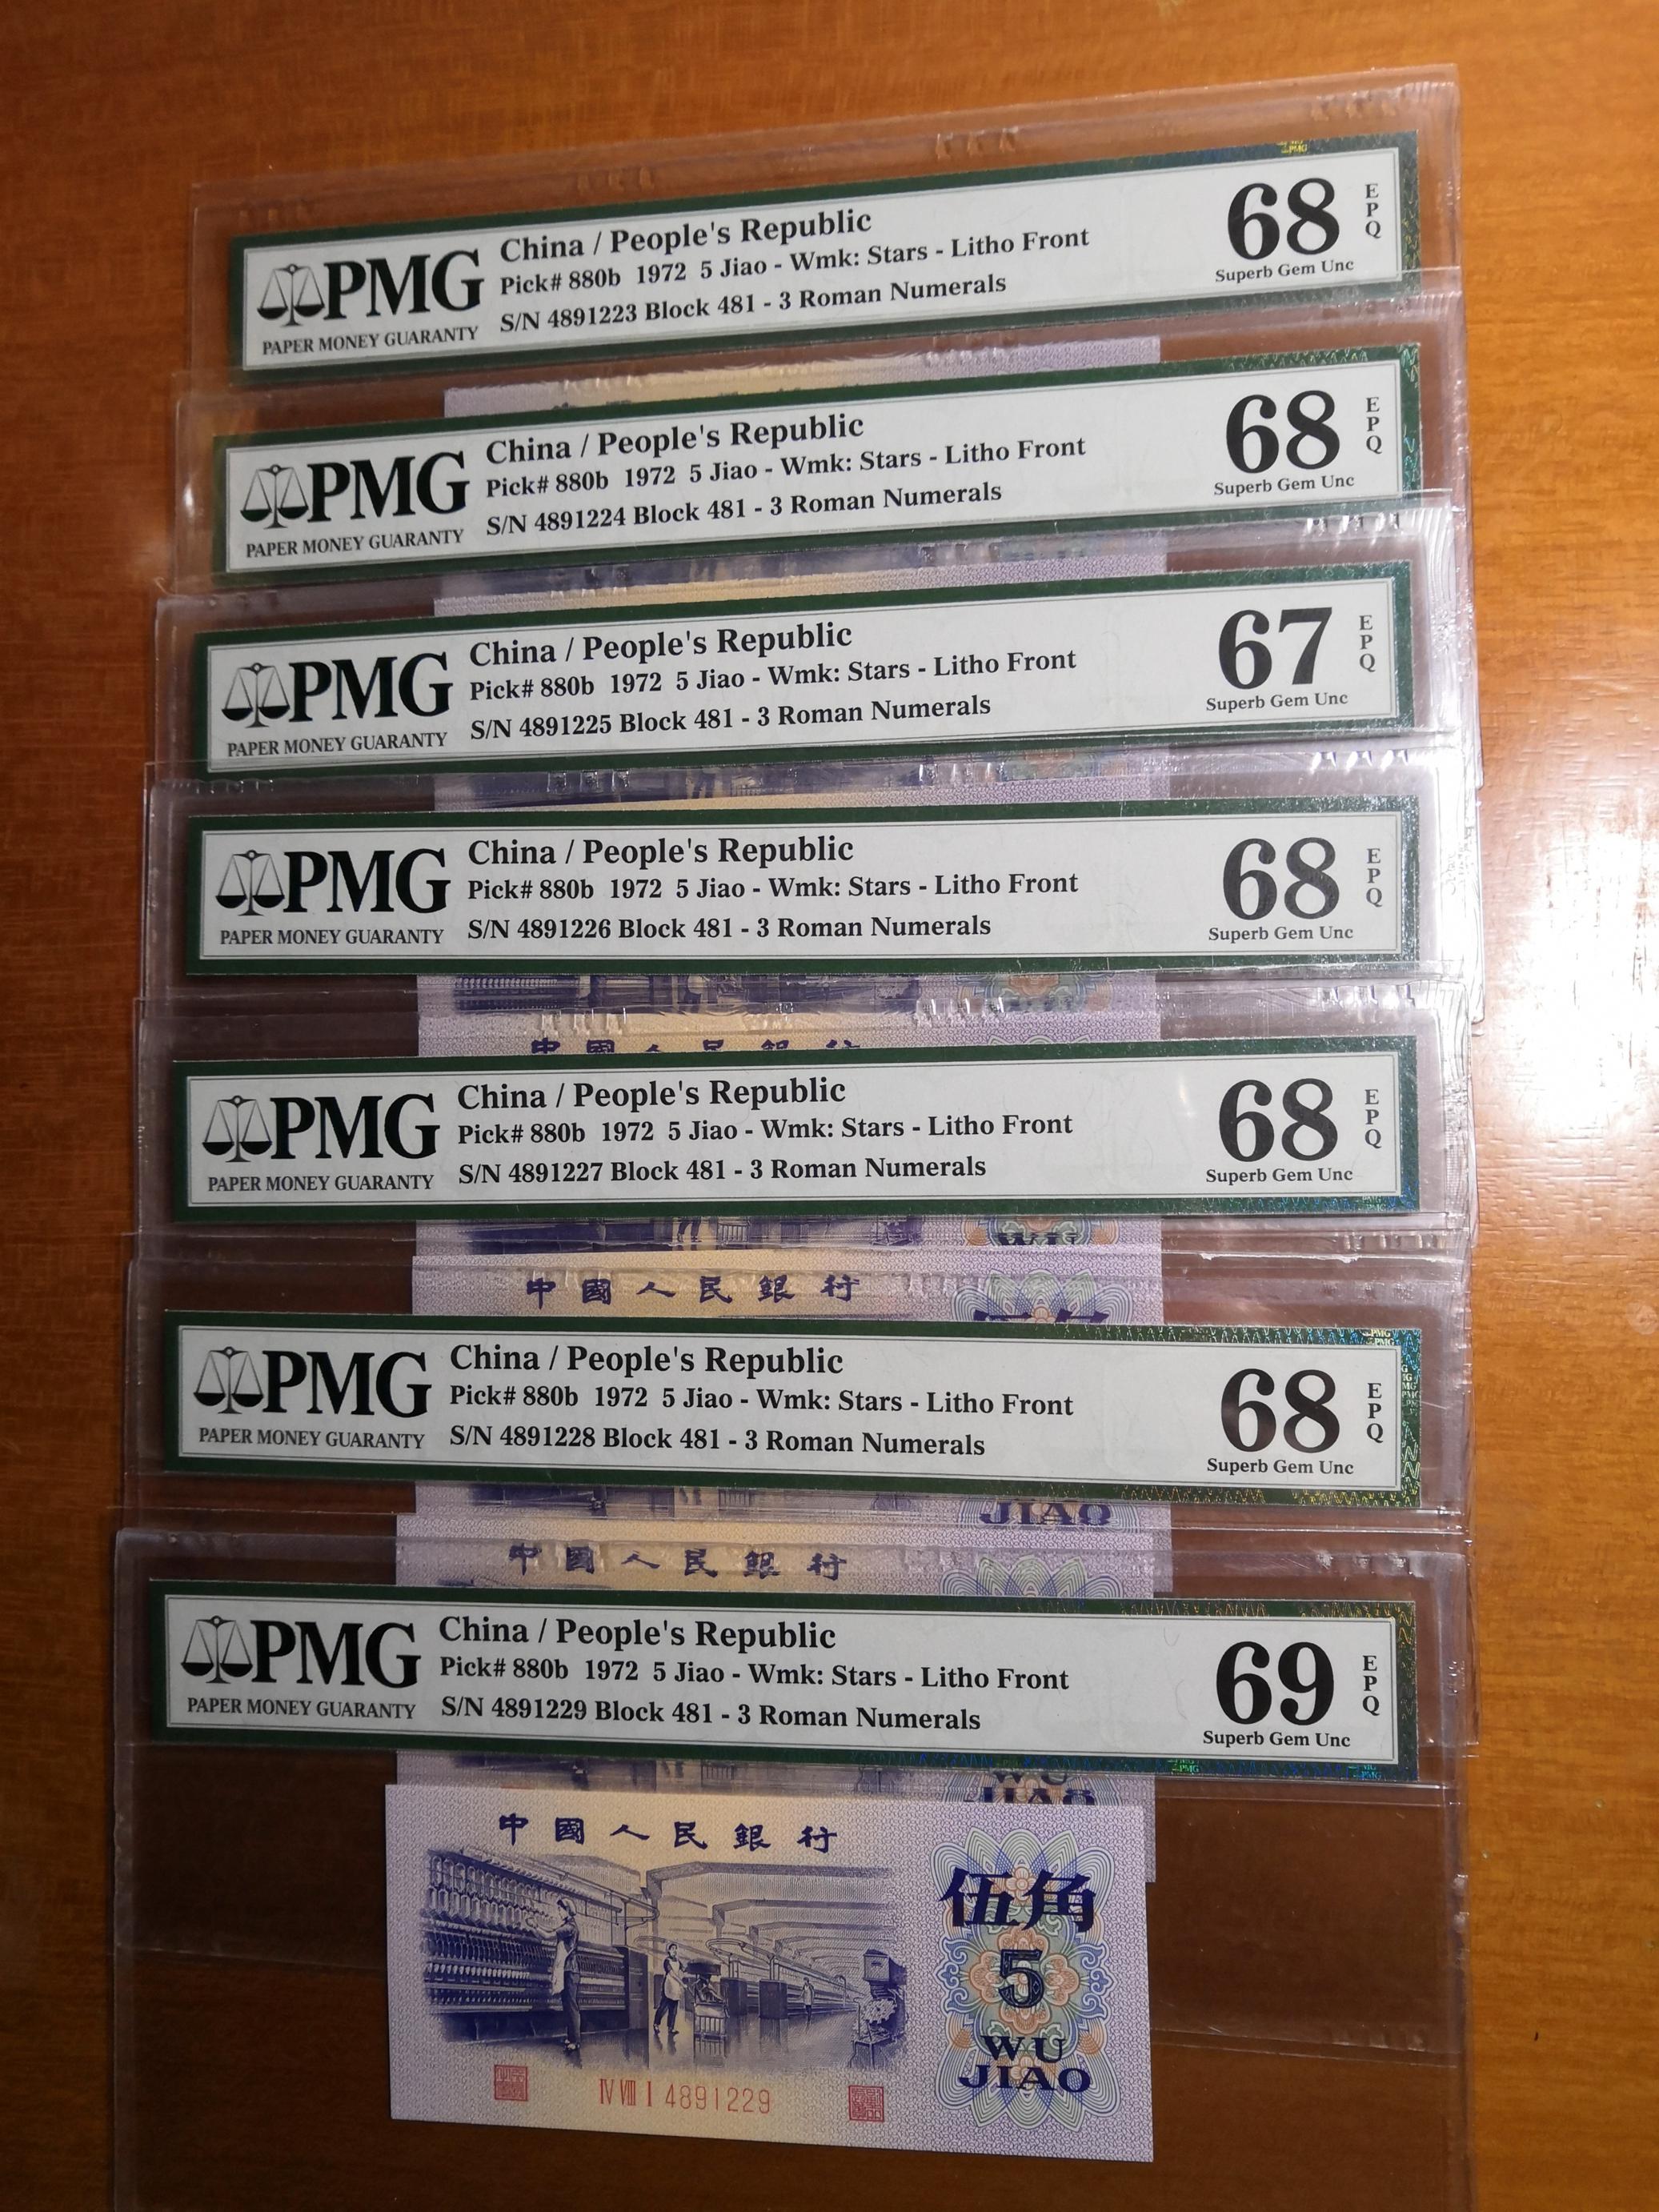 PMG
PAPER MONEY GUARANTY
China / People's Republic
Pick# 880b 1972 5 Jiao - Wmk: Stars - Litho Front
S/N 4891223 Block 481 - 3 Roman Numerals
68
EPQ
Superb Gem Unc
PMG
PAPER MONEY GUARANTY
China / People's Republic
Pick# 880b 1972 5 Jiao - Wmk: Stars - Litho Front
S/N 4891224 Block 481 - 3 Roman Numerals
68
EPQ
Superb Gem Unc
PMG
PAPER MONEY GUARANTY
China / People's Republic
Pick# 880b 1972 5 Jiao - Wmk: Stars - Litho Front
S/N 4891225 Block 481 - 3 Roman Numerals
67
EPQ
Superb Gem Unc
PMG
PAPER MONEY GUARANTY
China / People's Republic
Pick# 880b 1972 5 Jiao - Wmk: Stars - Litho Front
S/N 4891226 Block 481 - 3 Roman Numerals
68
EPQ
Superb Gem Unc
中國人民銀行
PMG
PAPER MONEY GUARANTY
China / People's Republic
Pick# 880b 1972 5 Jiao - Wmk: Stars - Litho Front
S/N 4891227 Block 481 - 3 Roman Numerals
68
EPQ
Superb Gem Unc
中國人民銀行
PMG
PAPER MONEY GUARANTY
China / People's Republic
Pick# 880b 1972 5 Jiao - Wmk: Stars - Litho Front
S/N 4891228 Block 481 - 3 Roman Numerals
68
EPQ
Superb Gem Unc
JIAO
中國人民銀行
PMG
PAPER MONEY GUARANTY
China / People's Republic
Pick# 880b 1972 5 Jiao - Wmk: Stars - Litho Front
S/N 4891229 Block 481 - 3 Roman Numerals
69
EPQ
Superb Gem Unc
WU
JIAO
中國人民銀行
伍角
5
WU
JIAO
IV VIII I 4891229